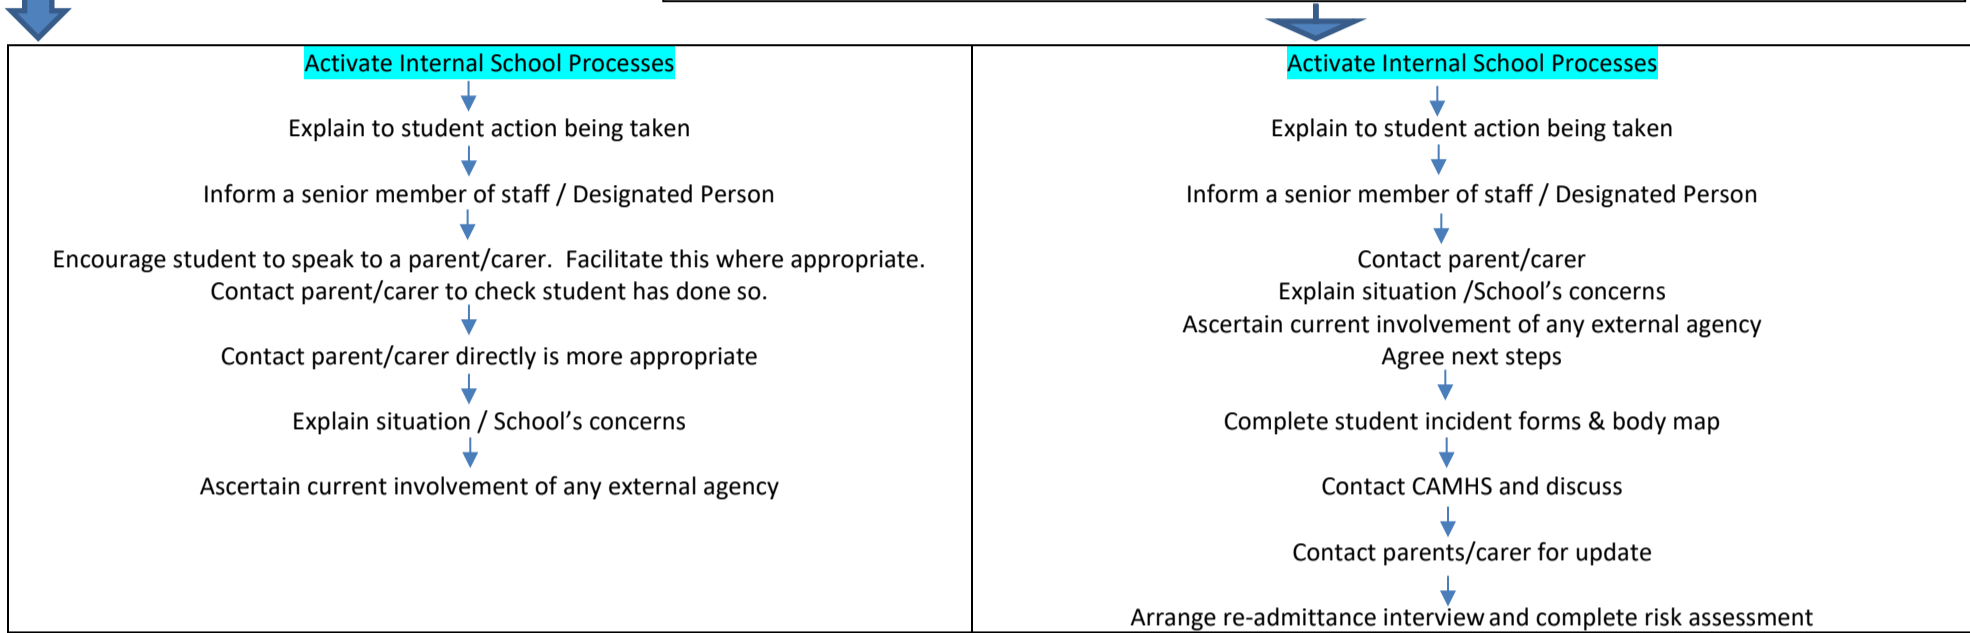 Activate Internal School Processes
Explain to student action being taken
Inform a senior member of staff / Designated Person
Encourage student to speak to a parent/carer.  Facilitate this where appropriate.
Contact parent/carer to check student has done so.
Contact parent/carer directly is more appropriate
Explain situation / School’s concerns
Ascertain current involvement of any external agency
Activate Internal School Processes
Explain to student action being taken
Inform a senior member of staff / Designated Person
Contact parent/carer
Explain situation /School’s concerns
Ascertain current involvement of any external agency
Agree next steps
Complete student incident forms & body map
Contact CAMHS and discuss
Contact parents/carer for update
Arrange re-admittance interview and complete risk assessment